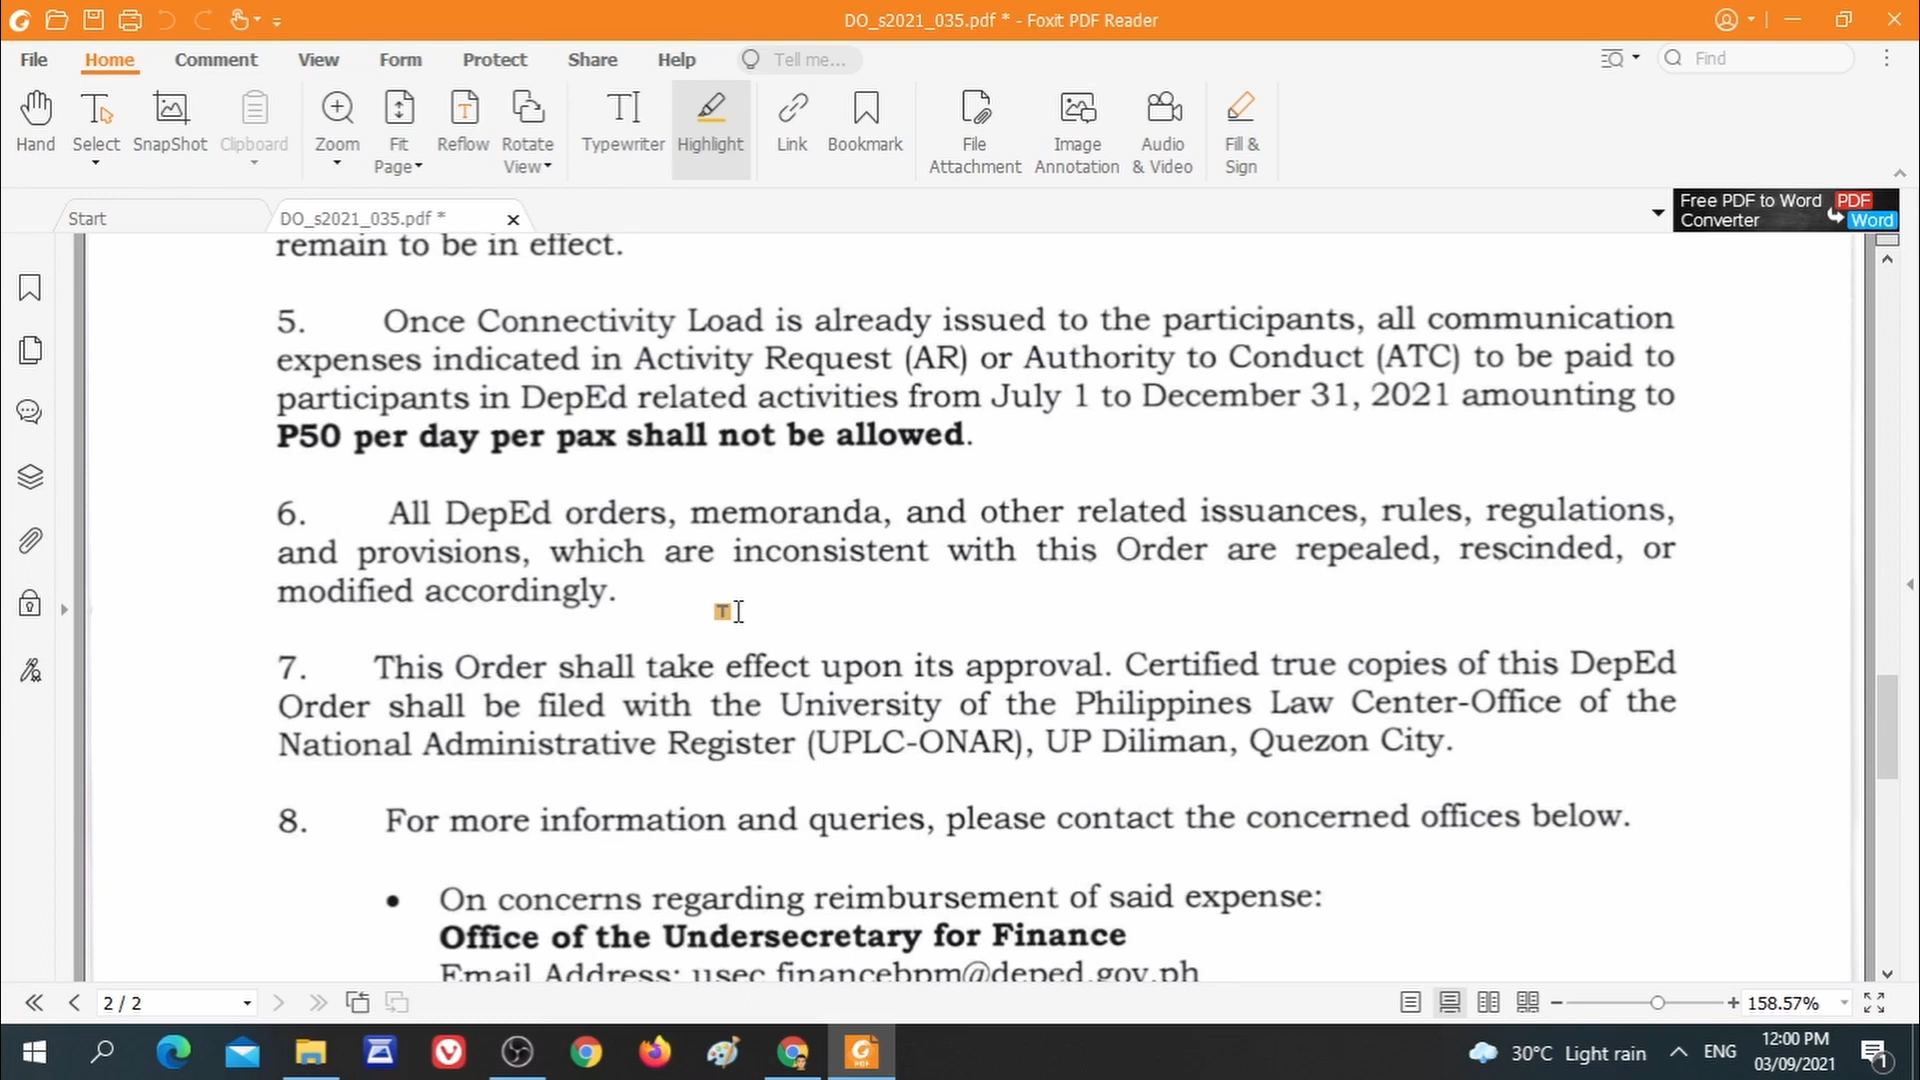 DO_s2021_035.pdf * - Foxit PDF Reader
File Home Comment View Form Protect Share Help Tell me... Find
Hand Select SnapShot Clipboard Zoom Fit Page Reflow Rotate View Typewriter Highlight Link Bookmark File Attachment Image Annotation Audio & Video Fill & Sign
Start DO_s2021_035.pdf *
Free PDF to Word Converter PDF Word
remain to be in effect.
5. Once Connectivity Load is already issued to the participants, all communication
expenses indicated in Activity Request (AR) or Authority to Conduct (ATC) to be paid to
participants in DepEd related activities from July 1 to December 31, 2021 amounting to
P50 per day per pax shall not be allowed.
6. All DepEd orders, memoranda, and other related issuances, rules, regulations,
and provisions, which are inconsistent with this Order are repealed, rescinded, or
modified accordingly.
7. This Order shall take effect upon its approval. Certified true copies of this DepEd
Order shall be filed with the University of the Philippines Law Center-Office of the
National Administrative Register (UPLC-ONAR), UP Diliman, Quezon City.
8. For more information and queries, please contact the concerned offices below.
• On concerns regarding reimbursement of said expense:
Office of the Undersecretary for Finance
Email Address: usec.financebpm@deped.gov.ph
2 / 2 158.57%
30°C Light rain ENG 12:00 PM
03/09/2021 1